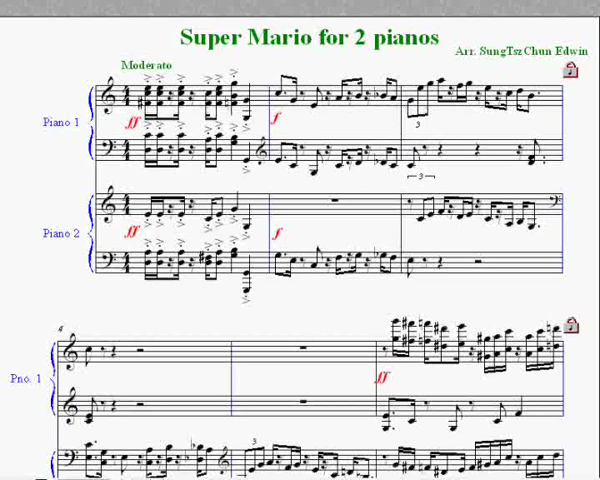 Super Mario for 2 pianos
Arr. SungTszChun Edwin
Moderato
Piano 1
ff
f
3
3
Piano 2
ff
f
4
Pno. 1
ff
3